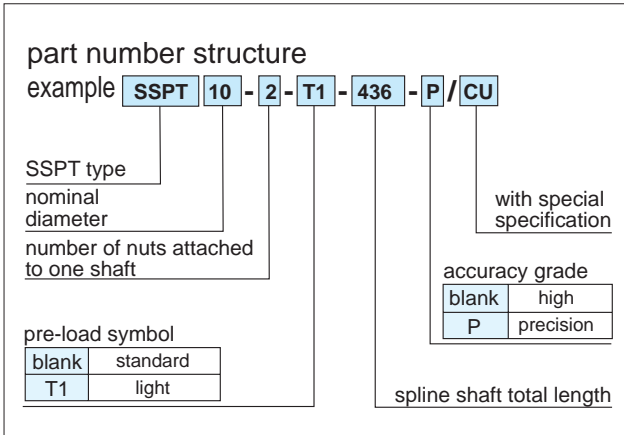 part number structure
example SSPT 10 - 2 - T1 - 436 - P / CU
SSPT type
nominal
diameter
number of nuts attached
to one shaft
with special
specification
accuracy grade
blank high
P precision
pre-load symbol
blank standard
T1 light
spline shaft total length